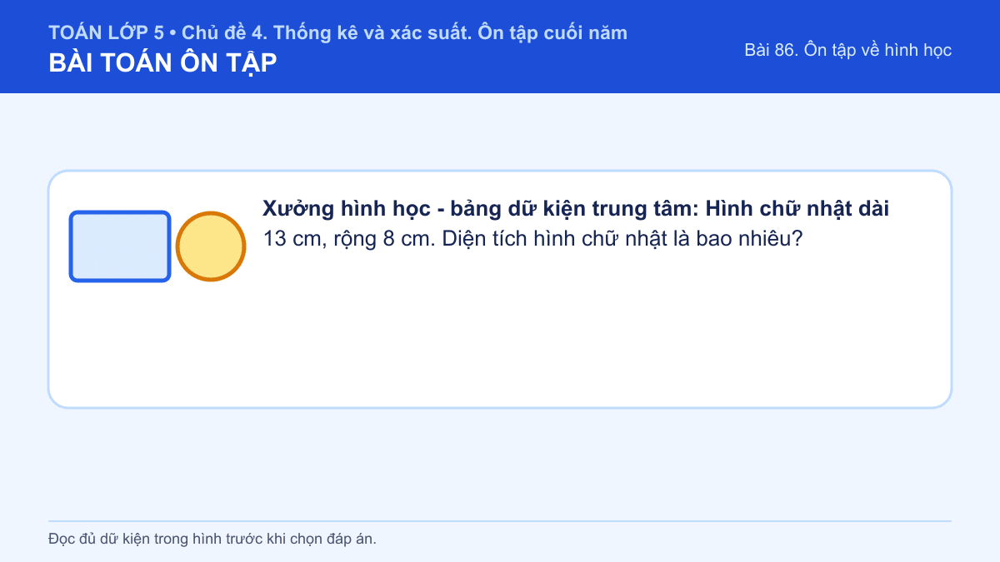 TOÁN LỚP 5 • Chủ đề 4. Thống kê và xác suất. Ôn tập cuối năm
BÀI TOÁN ÔN TẬP
Bài 86. Ôn tập về hình học
Xưởng hình học - bảng dữ kiện trung tâm: Hình chữ nhật dài
13 cm, rộng 8 cm. Diện tích hình chữ nhật là bao nhiêu?
Đọc đủ dữ kiện trong hình trước khi chọn đáp án.